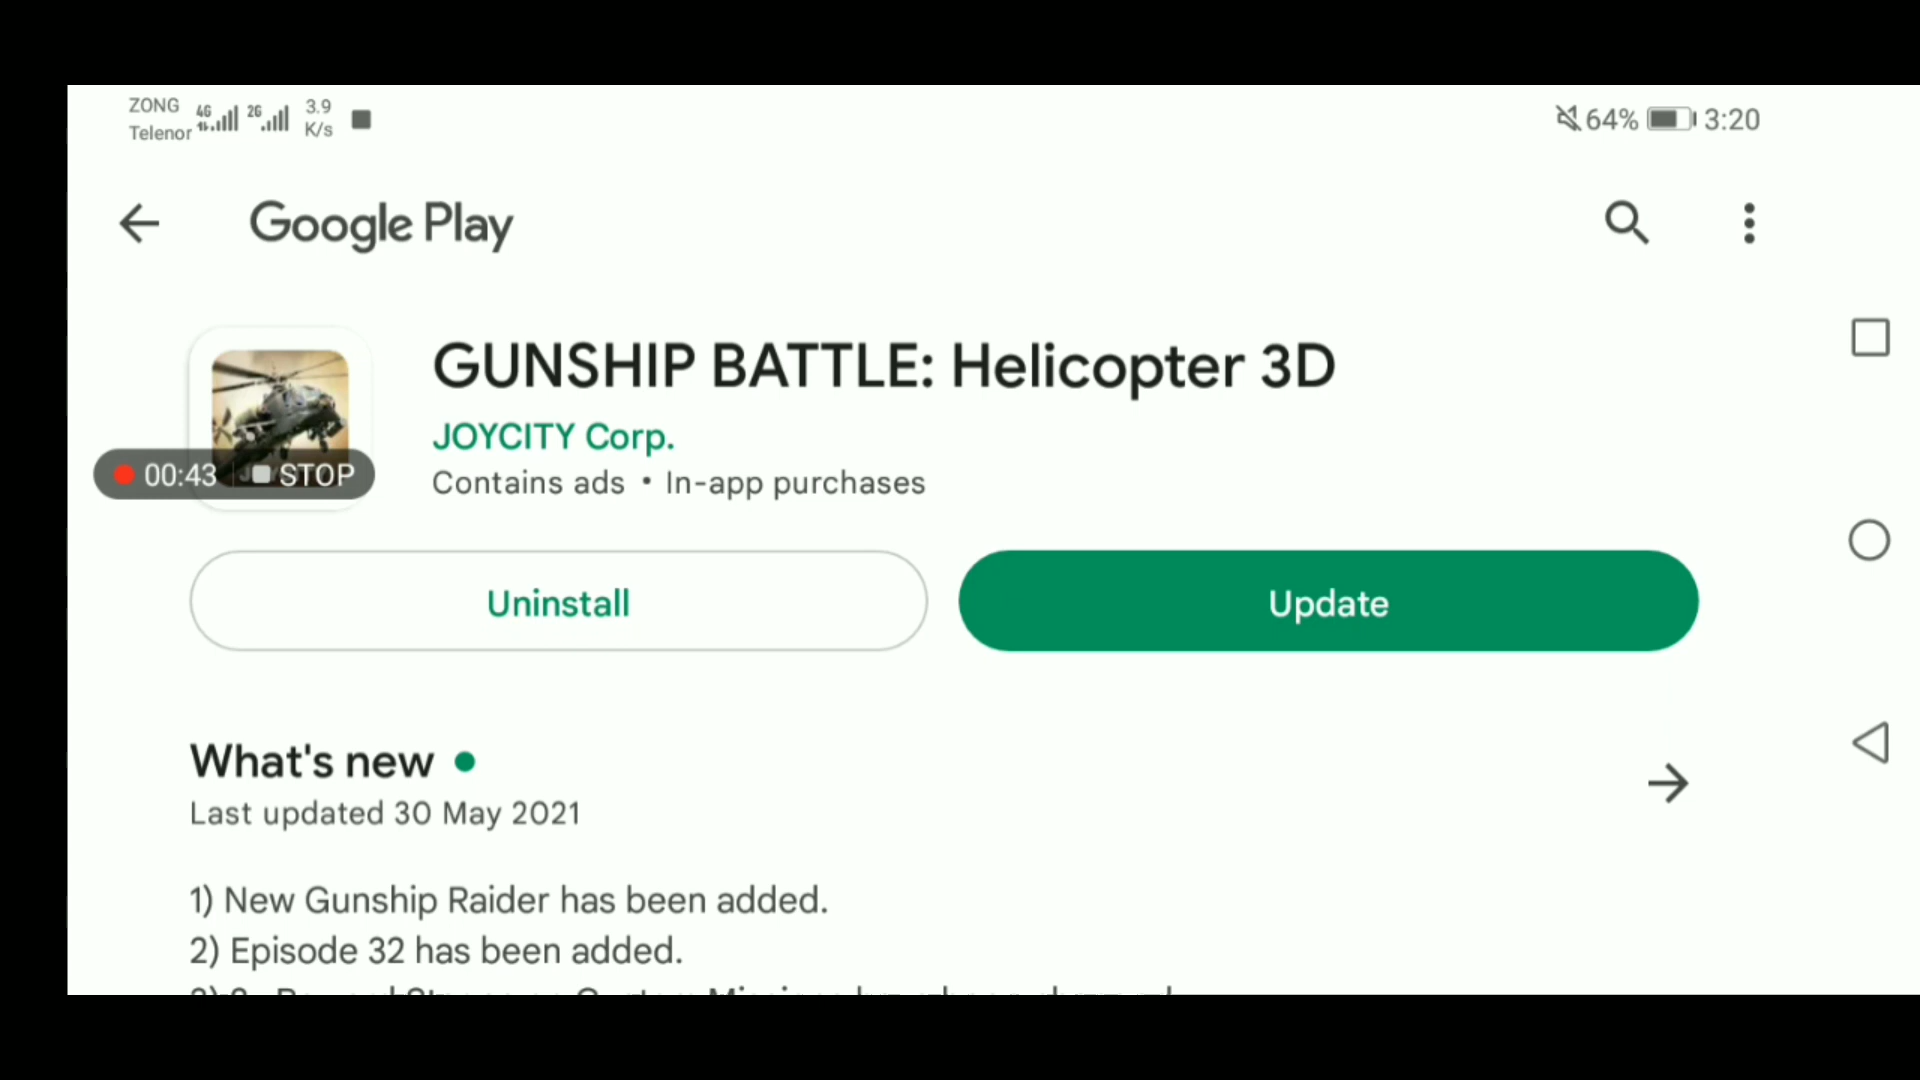 ZONG 4G 2G 3.9 64% 3:20
Telenor K/s
Google Play
GUNSHIP BATTLE: Helicopter 3D
JOYCITY Corp.
00:43 STOP
Contains ads • In-app purchases
Uninstall Update
What's new
Last updated 30 May 2021
1) New Gunship Raider has been added.
2) Episode 32 has been added.